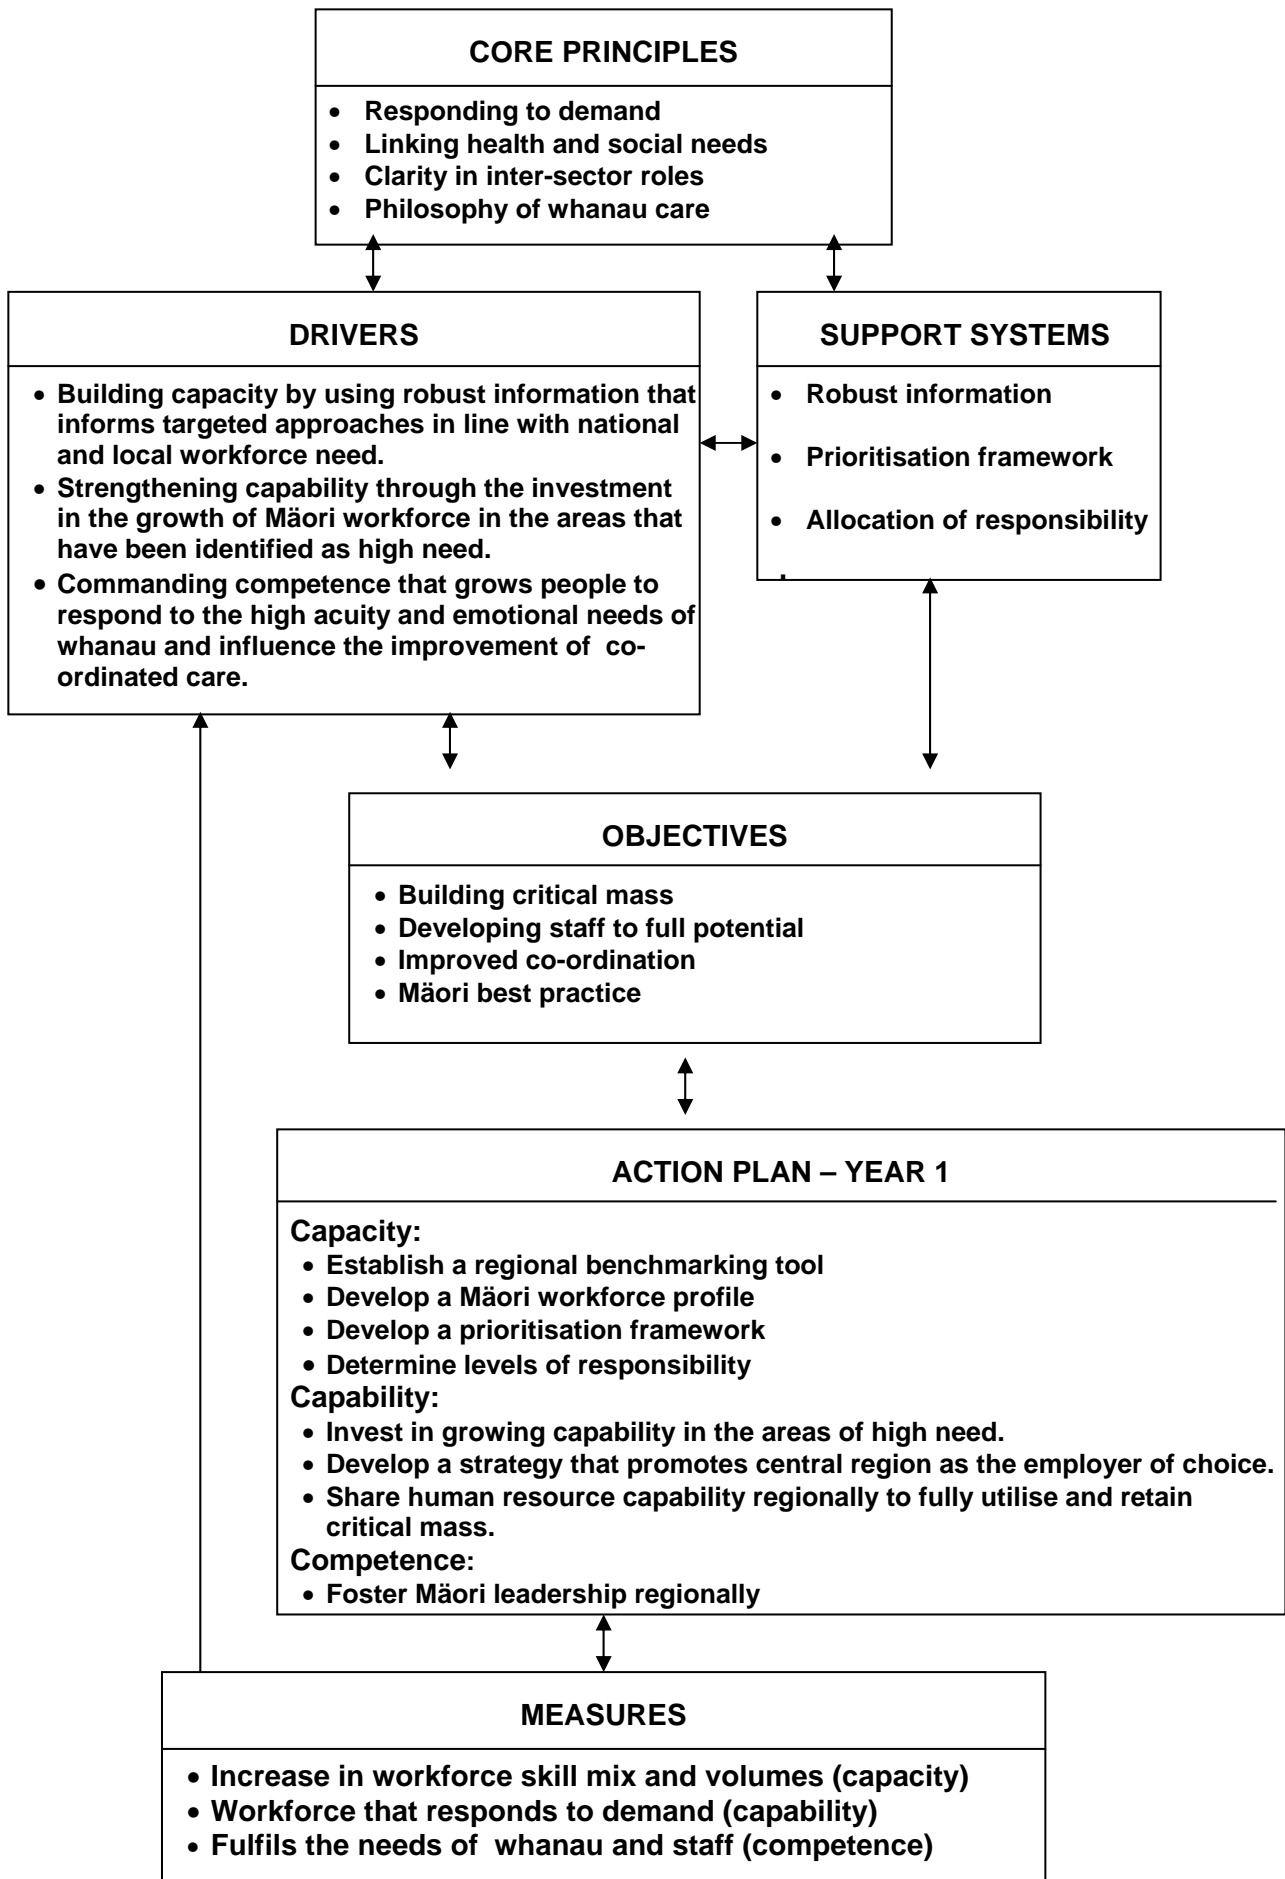 CORE PRINCIPLES
• Responding to demand
• Linking health and social needs
• Clarity in inter-sector roles
• Philosophy of whanau care
DRIVERS
• Building capacity by using robust information that
informs targeted approaches in line with national
and local workforce need.
• Strengthening capability through the investment
in the growth of Mäori workforce in the areas that
have been identified as high need.
• Commanding competence that grows people to
respond to the high acuity and emotional needs of
whanau and influence the improvement of co-
ordinated care.
SUPPORT SYSTEMS
• Robust information
• Prioritisation framework
• Allocation of responsibility
OBJECTIVES
• Building critical mass
• Developing staff to full potential
• Improved co-ordination
• Mäori best practice
ACTION PLAN – YEAR 1
Capacity:
• Establish a regional benchmarking tool
• Develop a Mäori workforce profile
• Develop a prioritisation framework
• Determine levels of responsibility
Capability:
• Invest in growing capability in the areas of high need.
• Develop a strategy that promotes central region as the employer of choice.
• Share human resource capability regionally to fully utilise and retain
critical mass.
Competence:
• Foster Mäori leadership regionally
MEASURES
• Increase in workforce skill mix and volumes (capacity)
• Workforce that responds to demand (capability)
• Fulfils the needs of whanau and staff (competence)